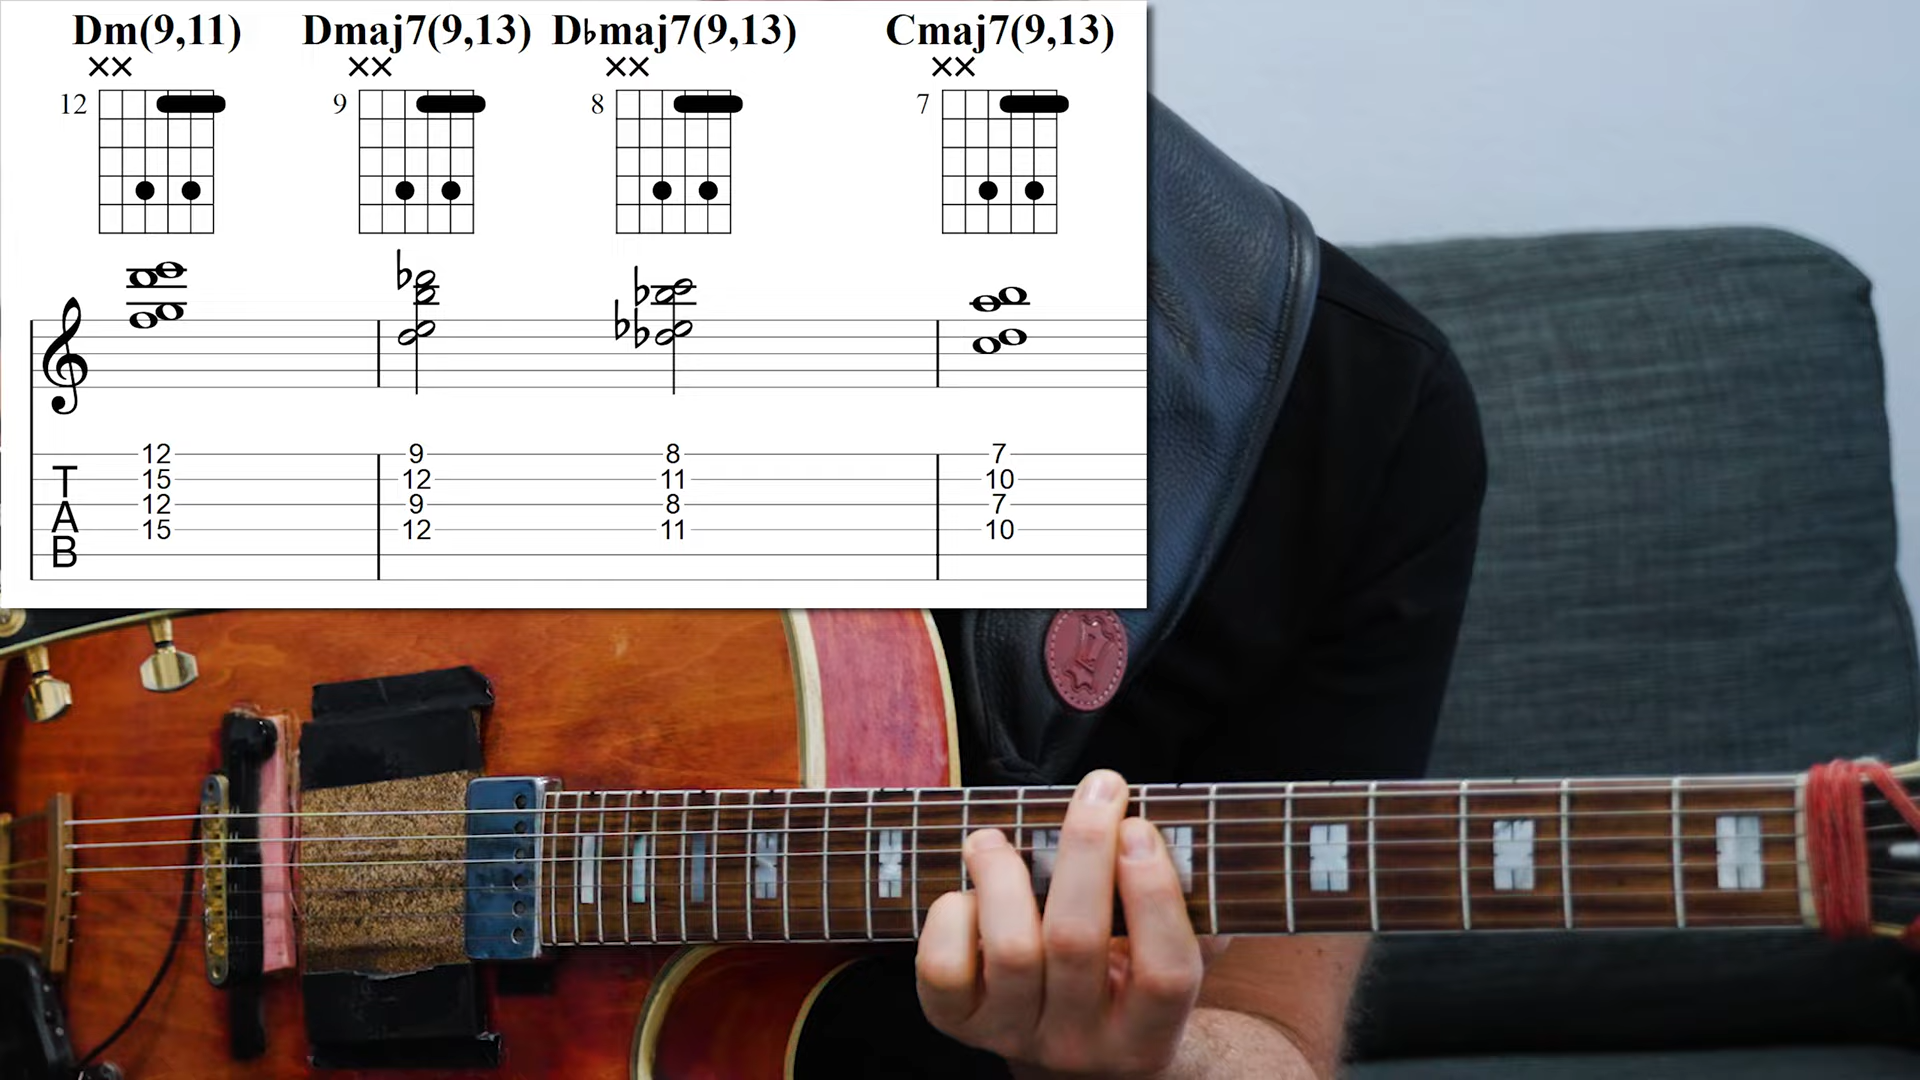 Dm(9,11) Dmaj7(9,13) D♭maj7(9,13) Cmaj7(9,13)
×× ×× ×× ××
12 9 8 7
T
A
B
12 9 8 7
15 12 11 10
12 9 8 7
15 12 11 10